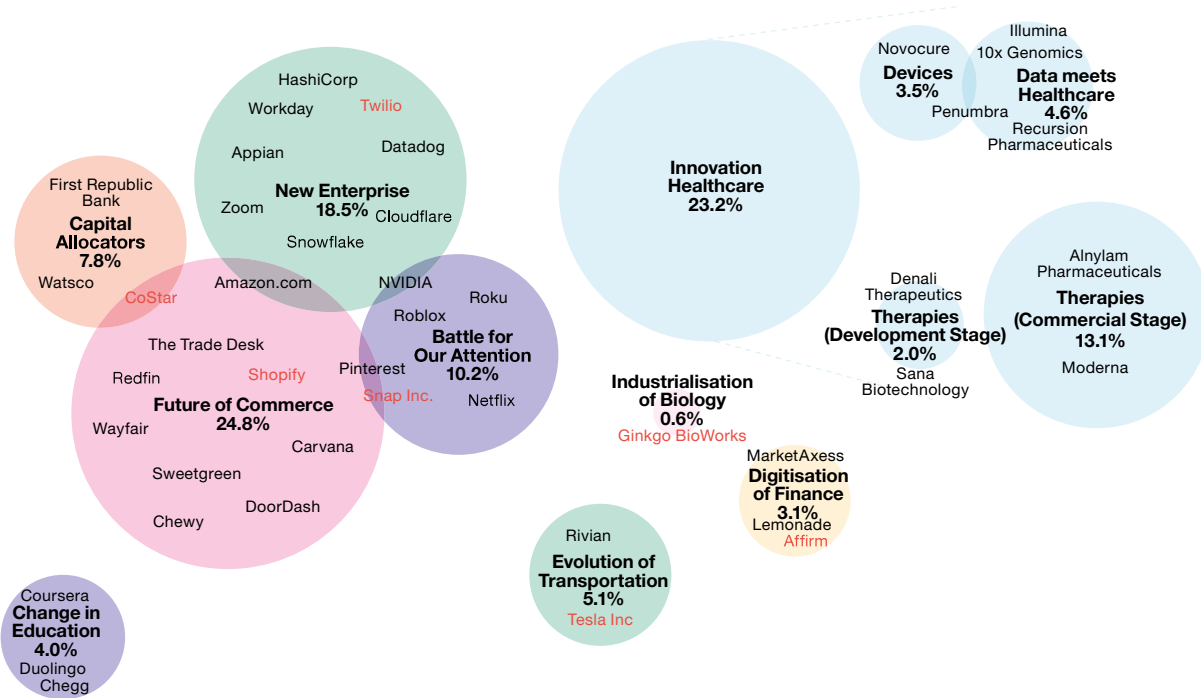 HashiCorp
Workday
Twilio
Appian
Datadog
New Enterprise
18.5%
Zoom
Cloudflare
Snowflake
First Republic
Bank
Capital
Allocators
7.8%
Watsco
CoStar
Amazon.com
NVIDIA
Roku
Roblox
Battle for
Our Attention
10.2%
Pinterest
Snap Inc.
Netflix
The Trade Desk
Redfin
Shopify
Future of Commerce
24.8%
Wayfair
Carvana
Sweetgreen
DoorDash
Chewy
Coursera
Change in
Education
4.0%
Duolingo
Chegg
Innovation
Healthcare
23.2%
Novocure
Devices
3.5%
Penumbra
Illumina
10x Genomics
Data meets
Healthcare
4.6%
Recursion
Pharmaceuticals
Denali
Therapeutics
Therapies
(Development Stage)
2.0%
Sana
Biotechnology
Alnylam
Pharmaceuticals
Therapies
(Commercial Stage)
13.1%
Moderna
Industrialisation
of Biology
0.6%
Ginkgo BioWorks
MarketAxess
Digitisation
of Finance
3.1%
Lemonade
Affirm
Rivian
Evolution of
Transportation
5.1%
Tesla Inc